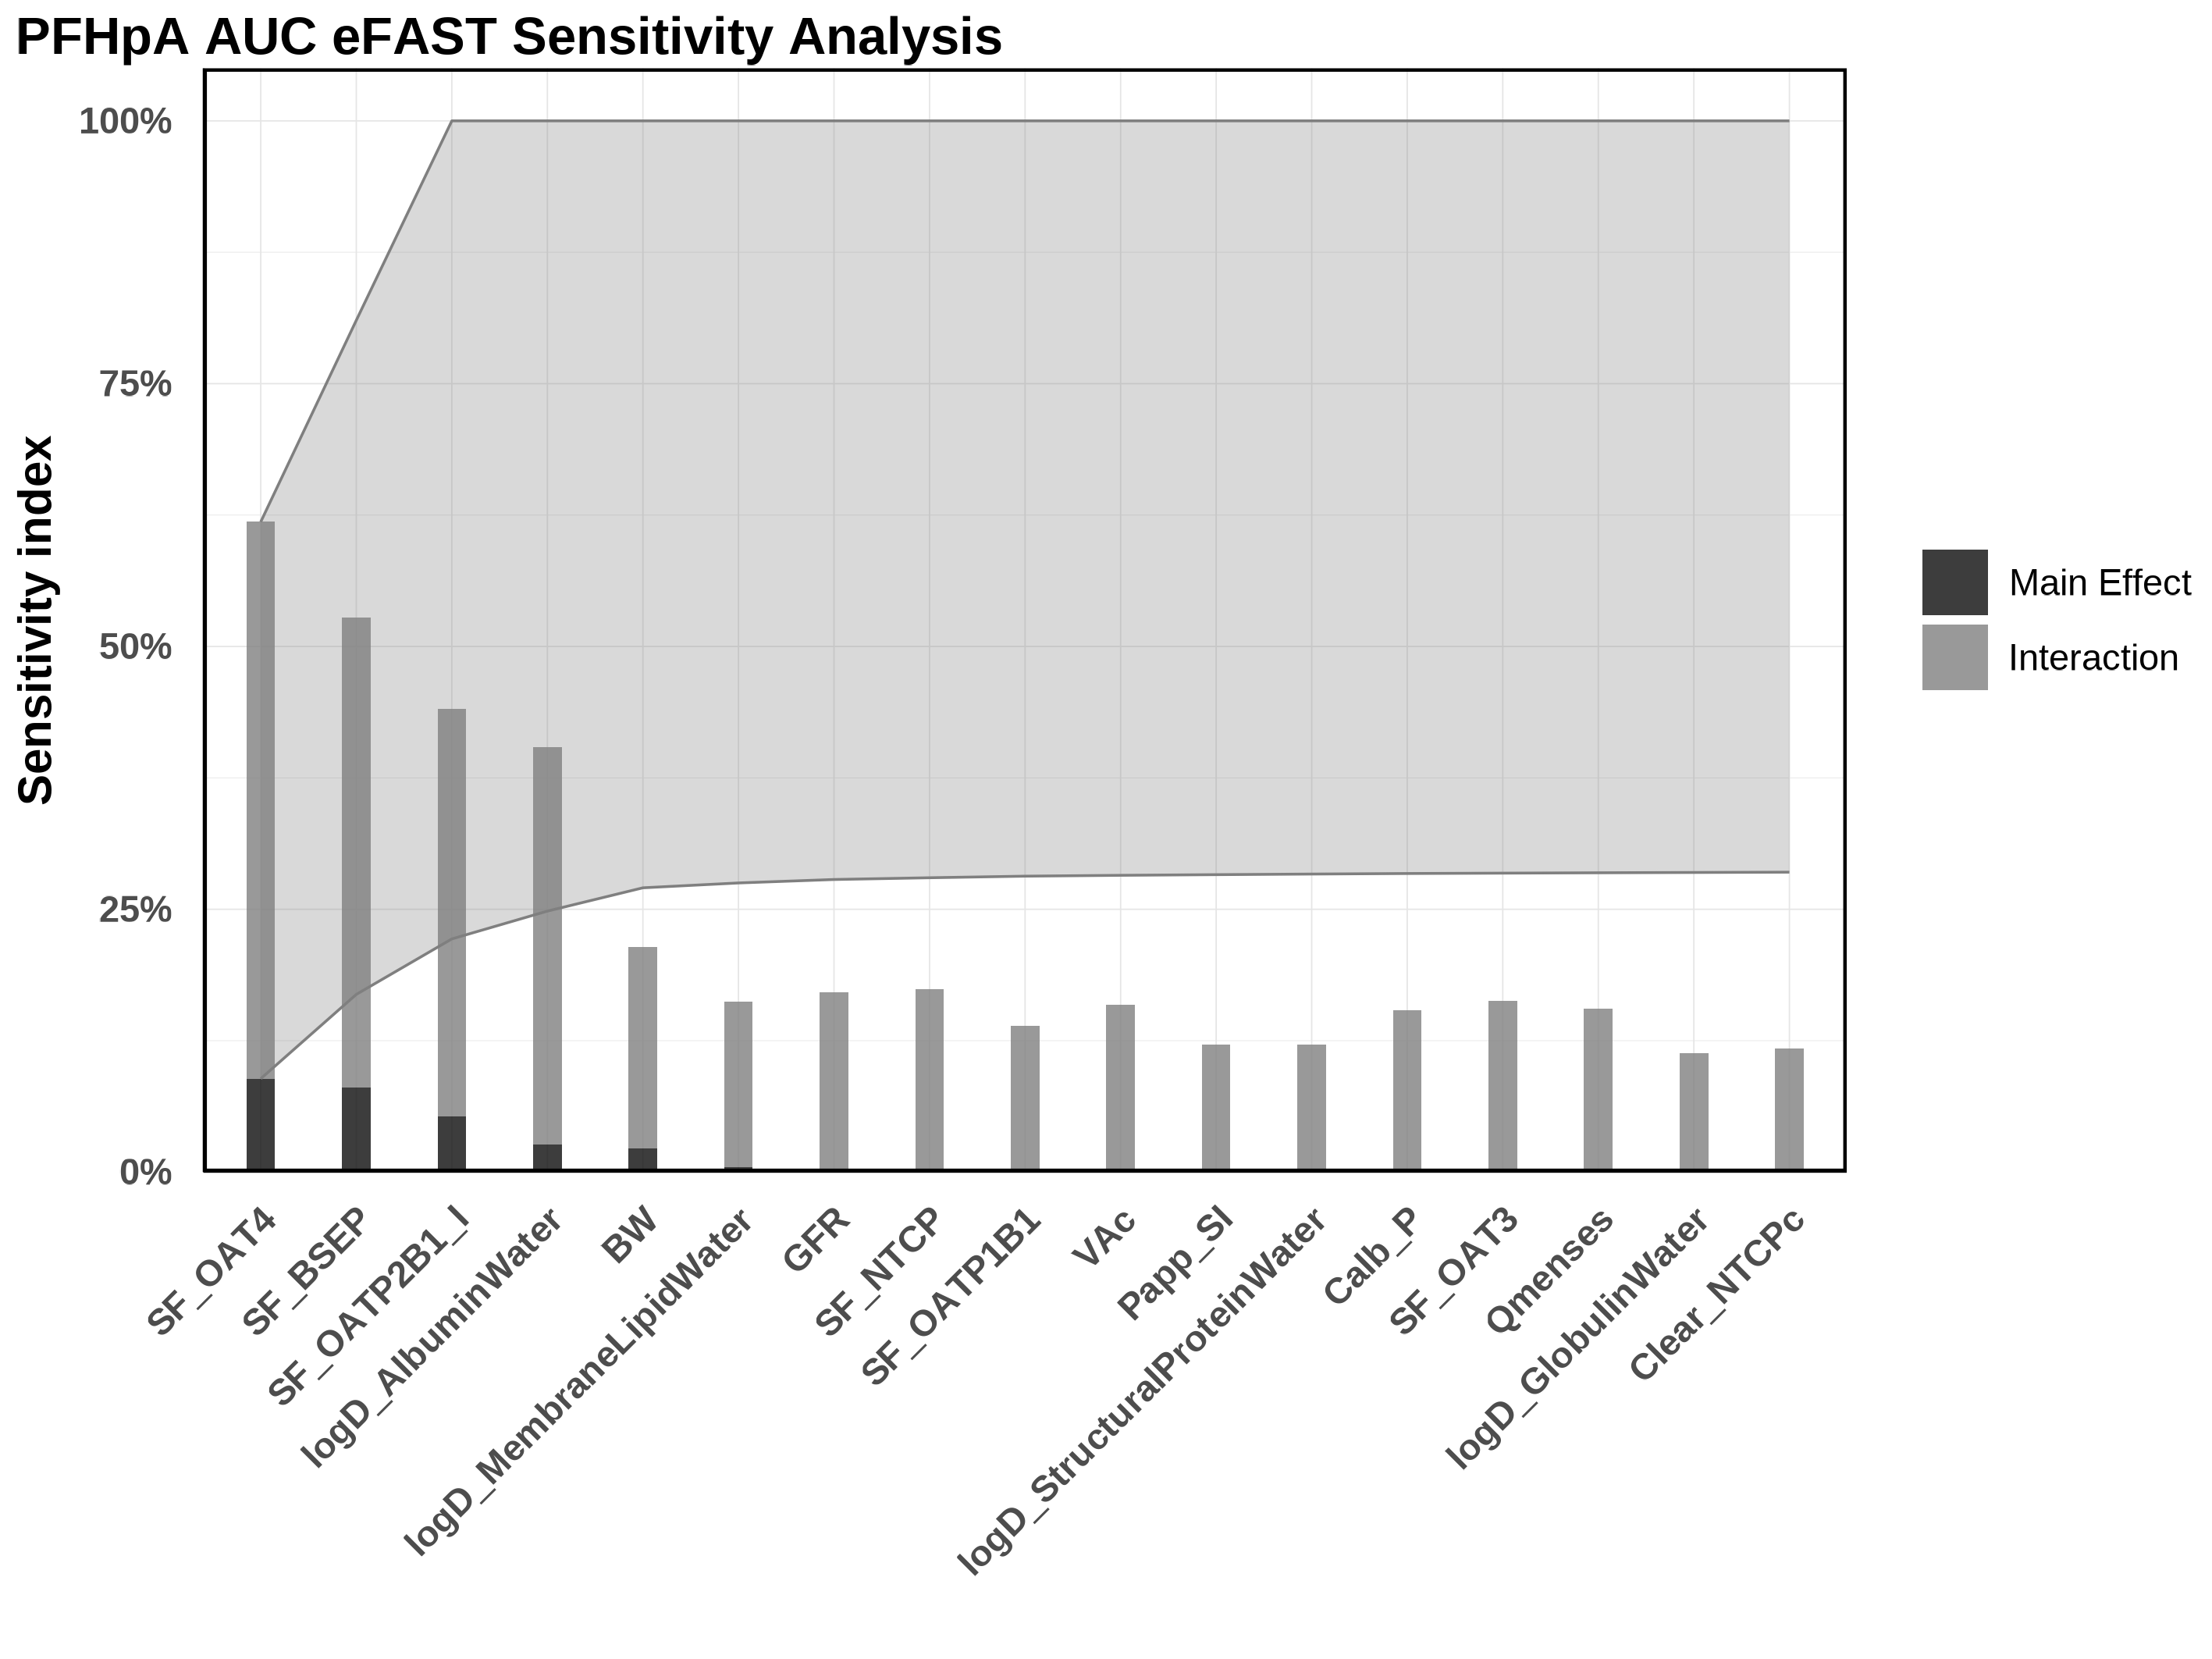 PFHpA AUC eFAST Sensitivity Analysis
Sensitivity index
100%
75%
50%
25%
0%
SF_OAT4
SF_BSEP
SF_OATP2B1_I
logD_AlbuminWater
BW
logD_MembraneLipidWater
GFR
SF_NTCP
SF_OATP1B1
VAc
Papp_SI
logD_StructuralProteinWater
Calb_P
SF_OAT3
Qmenses
logD_GlobulinWater
Clear_NTCPc
Main Effect
Interaction